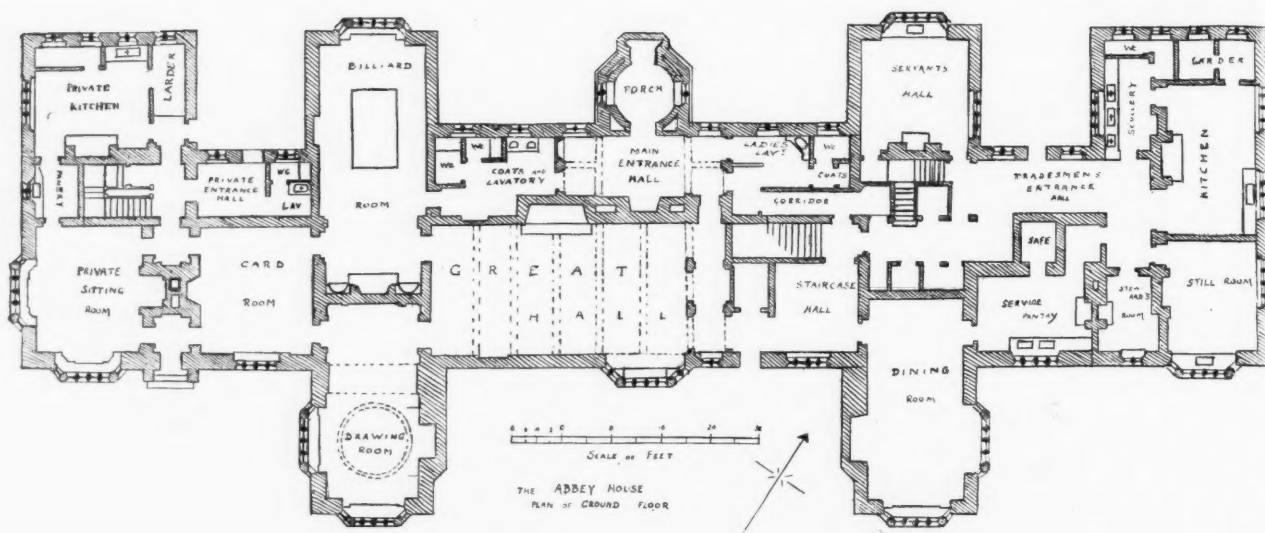 PRIVATE
KITCHEN
LARDER
BILLIARD
ROOM
PORCH
SERVANTS
HALL
WC
LARDER
SCULLERY
KITCHEN
PANTRY
PRIVATE
ENTRANCE
HALL
WC
LAV
WC
WC
COATS AND
LAVATORY
MAIN
ENTRANCE
HALL
LADIES
LAVY
WC
COATS
CORRIDOR
TRADESMENS
ENTRANCE
HALL
SAFE
PRIVATE
SITTING
ROOM
CARD
ROOM
GREAT
HALL
STAIRCASE
HALL
SERVICE
PANTRY
ROOM
STILL ROOM
DINING
ROOM
DRAWING
ROOM
SCALE OF FEET
THE ABBEY HOUSE
PLAN OF GROUND FLOOR